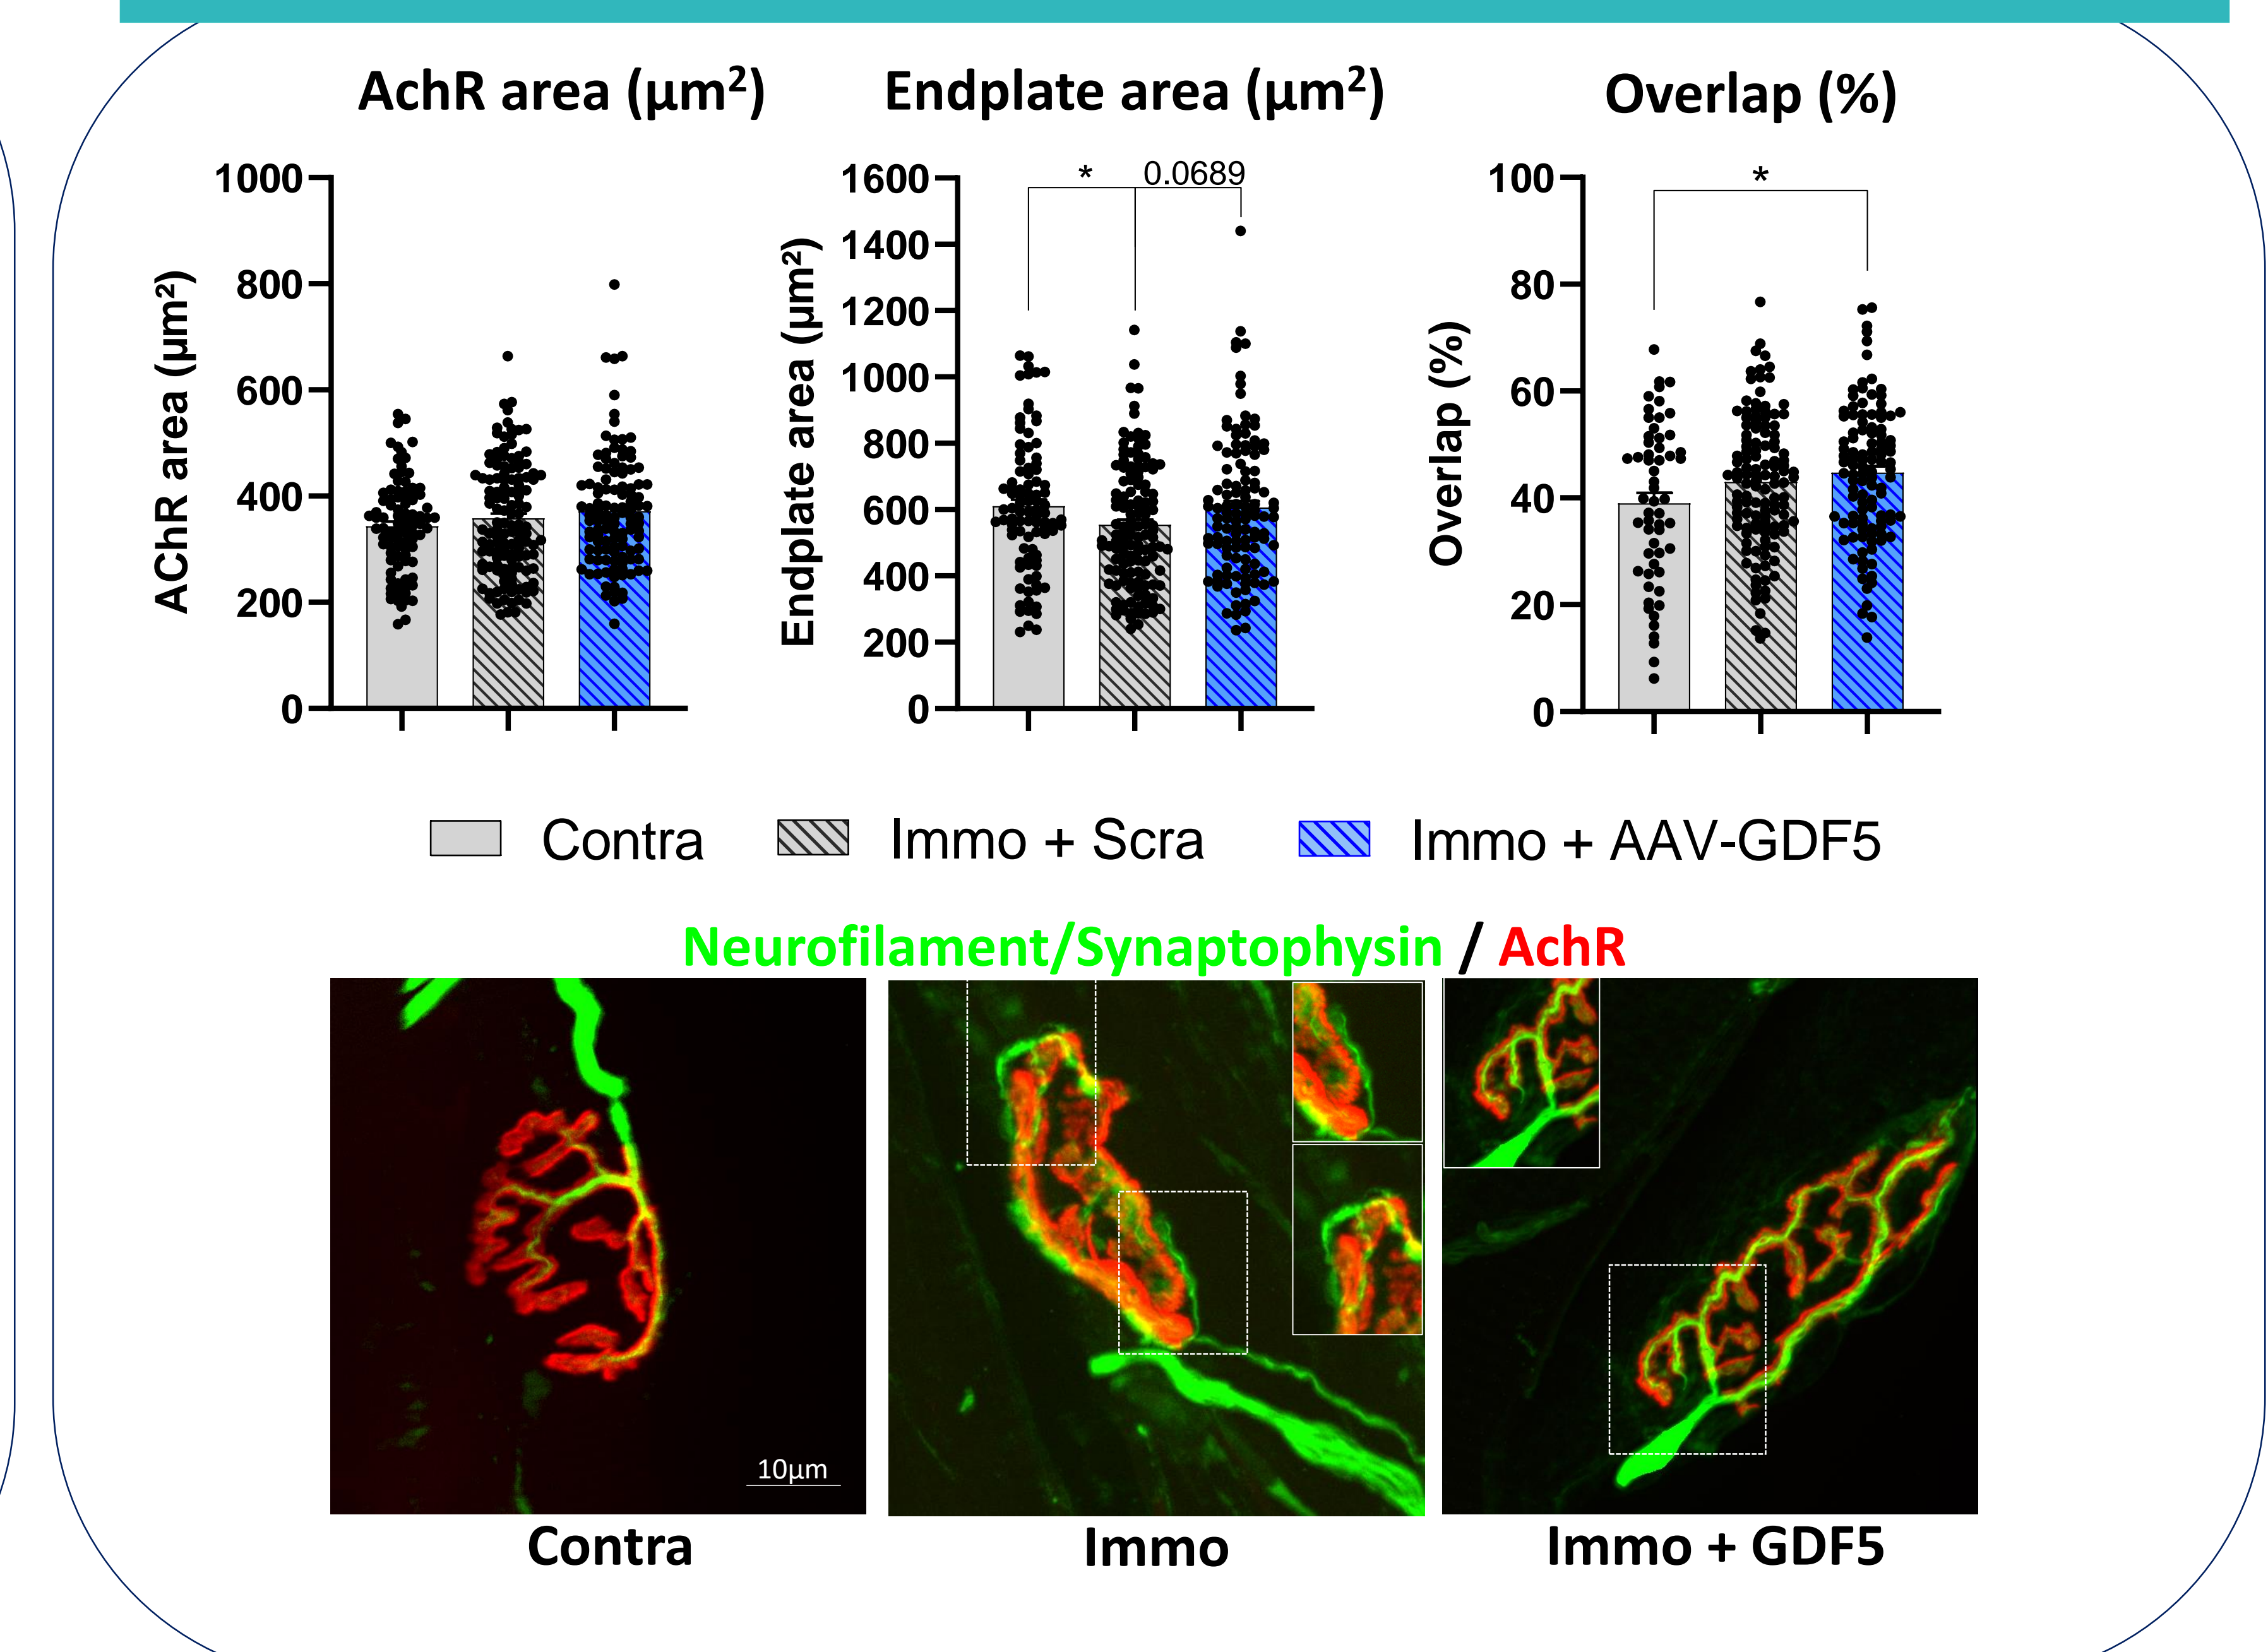 AchR area (µm²)
Endplate area (µm²)
Overlap (%)
AChR area (µm²)
1000
800
600
400
200
0
Endplate area (µm²)
1600
1400
1200
1000
800
600
400
200
0
* 0.0689
Overlap (%)
100
80
60
40
20
0
*
Contra
Immo + Scra
Immo + AAV-GDF5
Neurofilament/Synaptophysin / AchR
10µm
Contra
Immo
Immo + GDF5